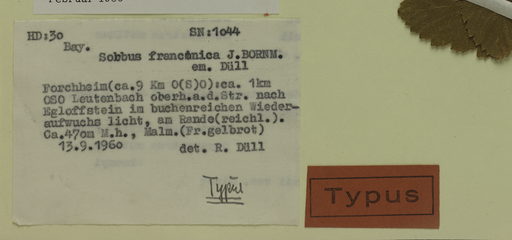 HD:30 SN:1044
Bay.
Sobbus franconica J.BORNM.
em. Düll
Forchheim(ca.9 Km O(S)O):ca. 1km
OSO Leutenbach oberh.a.d.Str. nach
Egloffstein im buchenreichen Wieder-
aufwuchs licht, am Rande(reichl.).
Ca.470m M.h., Malm.(Fr.gelbrot)
13.9.1960 det. R. Düll
Typus
Typus